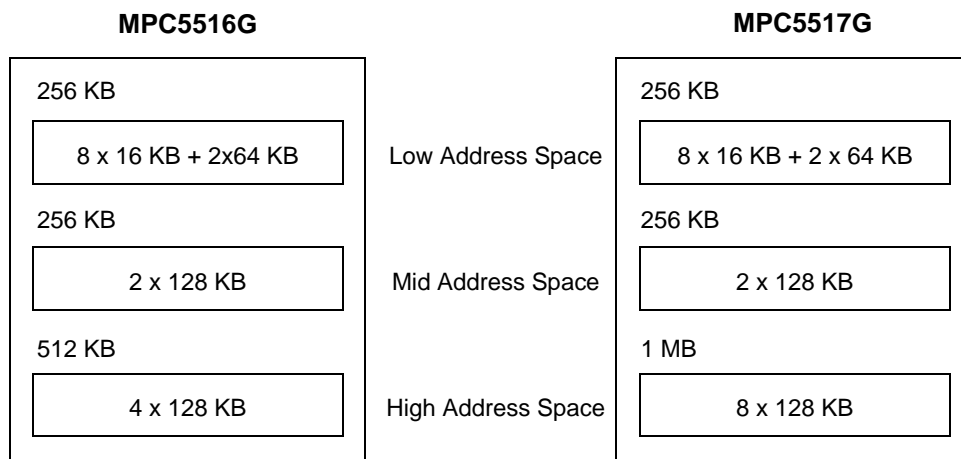 MPC5516G
MPC5517G
256 KB
256 KB
8 x 16 KB + 2x64 KB
Low Address Space
8 x 16 KB + 2 x 64 KB
256 KB
256 KB
2 x 128 KB
Mid Address Space
2 x 128 KB
512 KB
1 MB
4 x 128 KB
High Address Space
8 x 128 KB